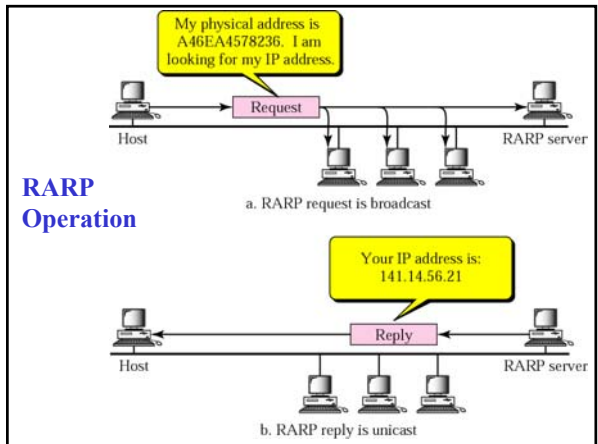 My physical address is
A46EA4578236. I am
looking for my IP address.
Request
Host
RARP server
RARP
Operation
a. RARP request is broadcast
Your IP address is:
141.14.56.21
Reply
Host
RARP server
b. RARP reply is unicast